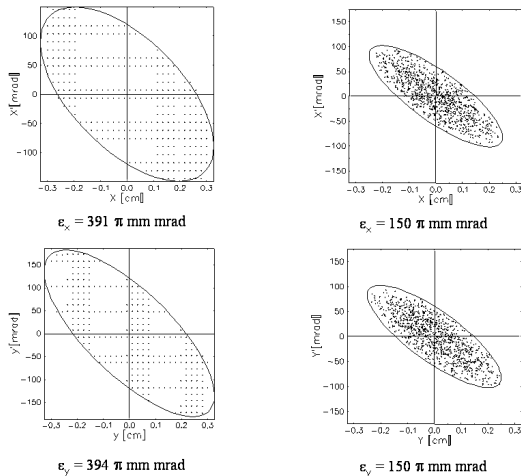 150
100
50
0
−50
−100
X'[mrad]
−0.3 −0.2 −0.1 0.0 0.1 0.2 0.3
X [cm]
εx = 391 π mm mrad
150
100
50
0
−50
−100
−150
X'[mrad]
−0.3 −0.2 −0.1 0.0 0.1 0.2 0.3
X [cm]
εx = 150 π mm mrad
150
100
50
0
−50
−100
−150
y'[mrad]
−0.3 −0.2 −0.1 0.0 0.1 0.2 0.3
y [cm]
εy = 394 π mm mrad
150
100
50
0
−50
−100
−150
Y'[mrad]
−0.3 −0.2 −0.1 0.0 0.1 0.2 0.3
Y [cm]
εy = 150 π mm mrad